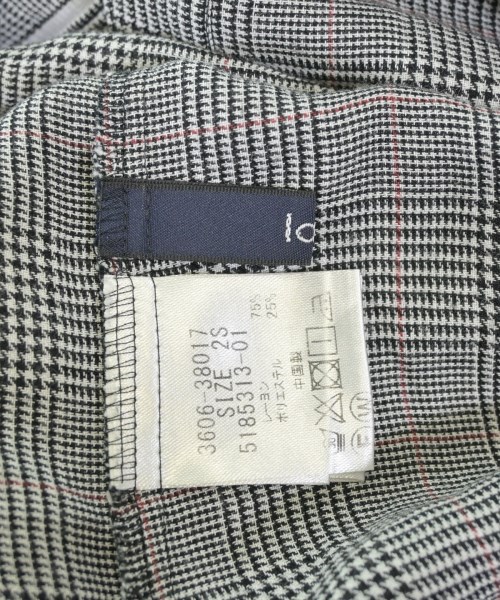 3606-38017
SIZE 2S
5185313-01
レーヨン 75%
ポリエステル 25%
中国製